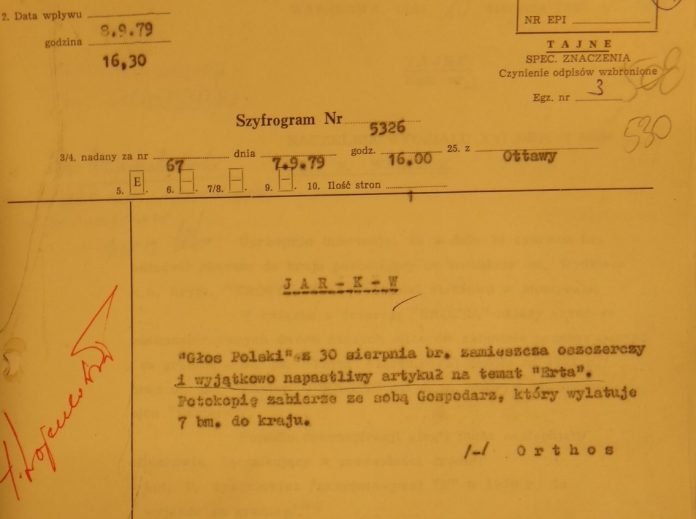 NR EPI
2. Data wpływu
8.9.79
godzina
16,30
T A J N E
SPEC. ZNACZENIA
Czynienie odpisów wzbronione
Egz. nr 3
508
530
Szyfrogram Nr 5326
3/4. nadany za nr 67 dnia 7.9.79 godz. 16.00 25. z Ottawy
5. E. 6. — . 7/8. — . 9. — . 10. Ilość stron 1
J A R - K - W
"Głos Polski" z 30 sierpnia br. zamieszcza oszczerczy
i wyjątkowo napastliwy artykuł na temat "Erta".
Fotokopię zabierze ze sobą Gospodarz, który wylatuje
7 bm. do kraju.
/-/ O r t h o s